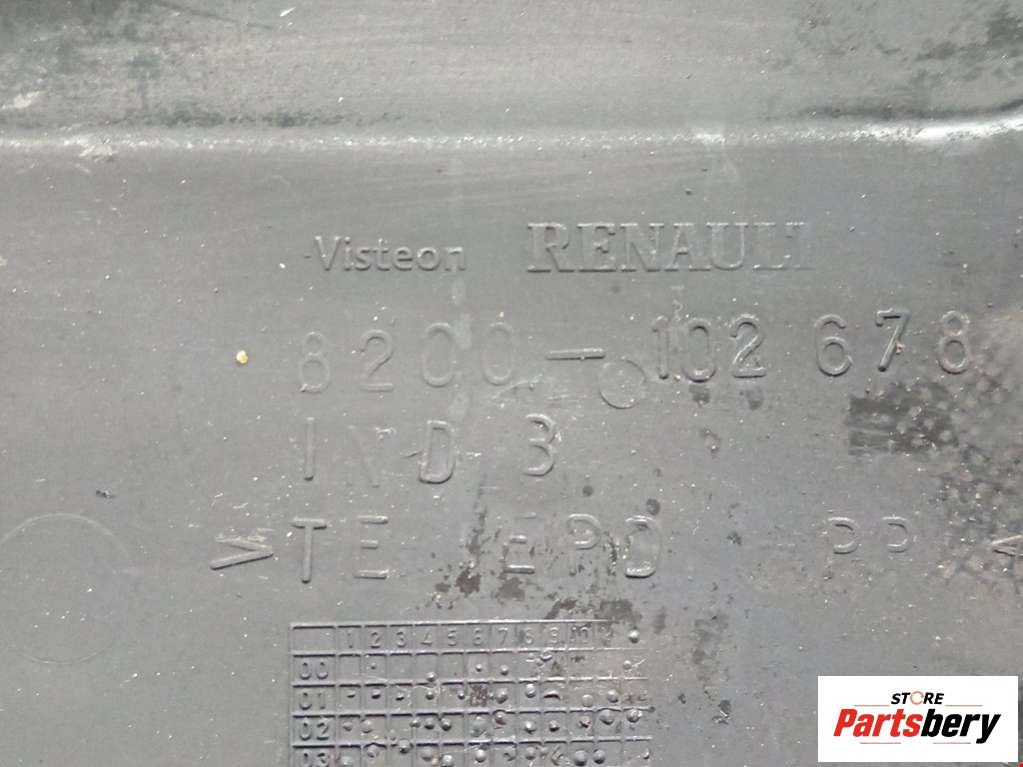 Visteon RENAULT
8200-102 678
IND 3
>TE EPD PP<
1 2 3 4 5 6 7 8 9 10
00
01
02
03
STORE
Partsbery